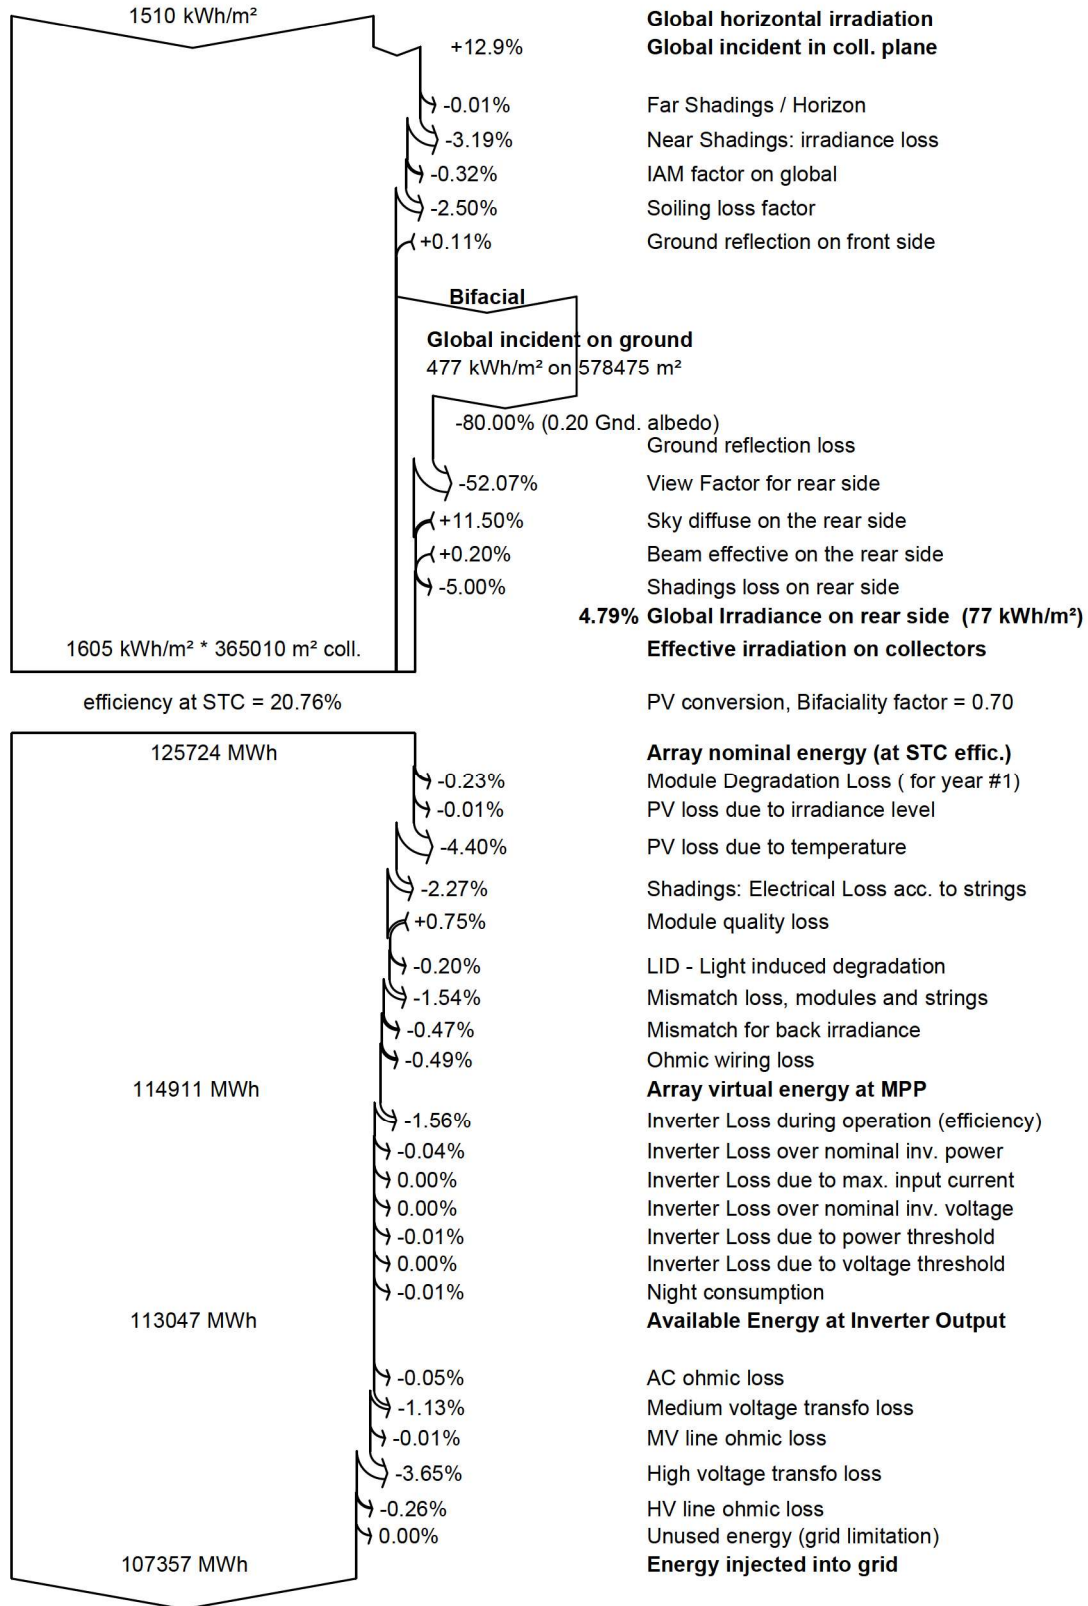 1510 kWh/m² Global horizontal irradiation
+12.9% Global incident in coll. plane
-0.01% Far Shadings / Horizon
-3.19% Near Shadings: irradiance loss
-0.32% IAM factor on global
-2.50% Soiling loss factor
+0.11% Ground reflection on front side
Bifacial
Global incident on ground
477 kWh/m² on 578475 m²
-80.00% (0.20 Gnd. albedo)
Ground reflection loss
-52.07% View Factor for rear side
+11.50% Sky diffuse on the rear side
+0.20% Beam effective on the rear side
-5.00% Shadings loss on rear side
4.79% Global Irradiance on rear side (77 kWh/m²)
1605 kWh/m² * 365010 m² coll. Effective irradiation on collectors
efficiency at STC = 20.76% PV conversion, Bifaciality factor = 0.70
125724 MWh Array nominal energy (at STC effic.)
-0.23% Module Degradation Loss ( for year #1)
-0.01% PV loss due to irradiance level
-4.40% PV loss due to temperature
-2.27% Shadings: Electrical Loss acc. to strings
+0.75% Module quality loss
-0.20% LID - Light induced degradation
-1.54% Mismatch loss, modules and strings
-0.47% Mismatch for back irradiance
-0.49% Ohmic wiring loss
114911 MWh Array virtual energy at MPP
-1.56% Inverter Loss during operation (efficiency)
-0.04% Inverter Loss over nominal inv. power
0.00% Inverter Loss due to max. input current
0.00% Inverter Loss over nominal inv. voltage
-0.01% Inverter Loss due to power threshold
0.00% Inverter Loss due to voltage threshold
-0.01% Night consumption
113047 MWh Available Energy at Inverter Output
-0.05% AC ohmic loss
-1.13% Medium voltage transfo loss
-0.01% MV line ohmic loss
-3.65% High voltage transfo loss
-0.26% HV line ohmic loss
0.00% Unused energy (grid limitation)
107357 MWh Energy injected into grid